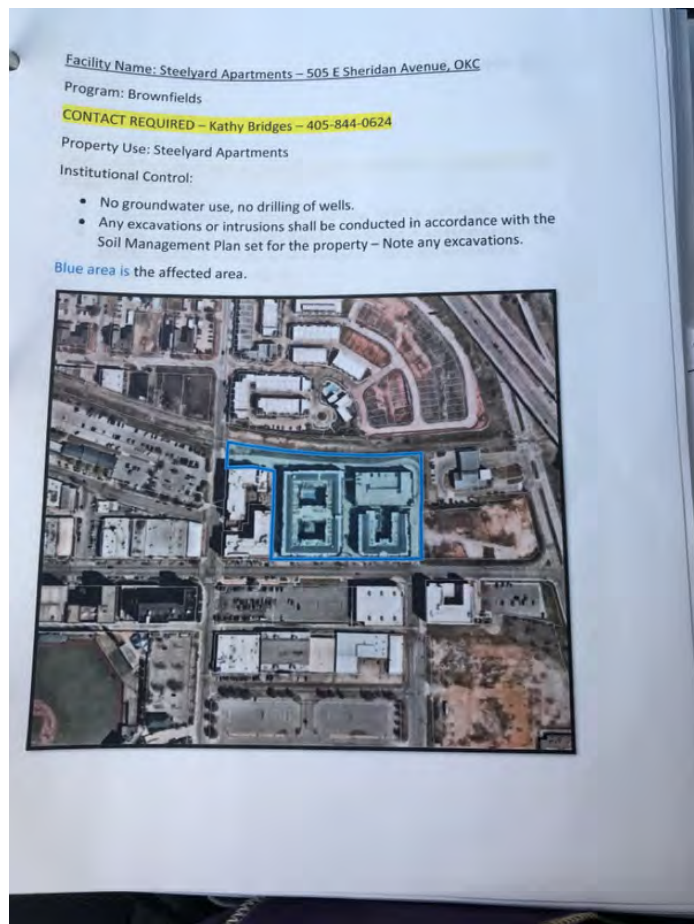 Facility Name: Steelyard Apartments – 505 E Sheridan Avenue, OKC
Program: Brownfields
CONTACT REQUIRED – Kathy Bridges – 405-844-0624
Property Use: Steelyard Apartments
Institutional Control:
• No groundwater use, no drilling of wells.
• Any excavations or intrusions shall be conducted in accordance with the
Soil Management Plan set for the property – Note any excavations.
Blue area is the affected area.